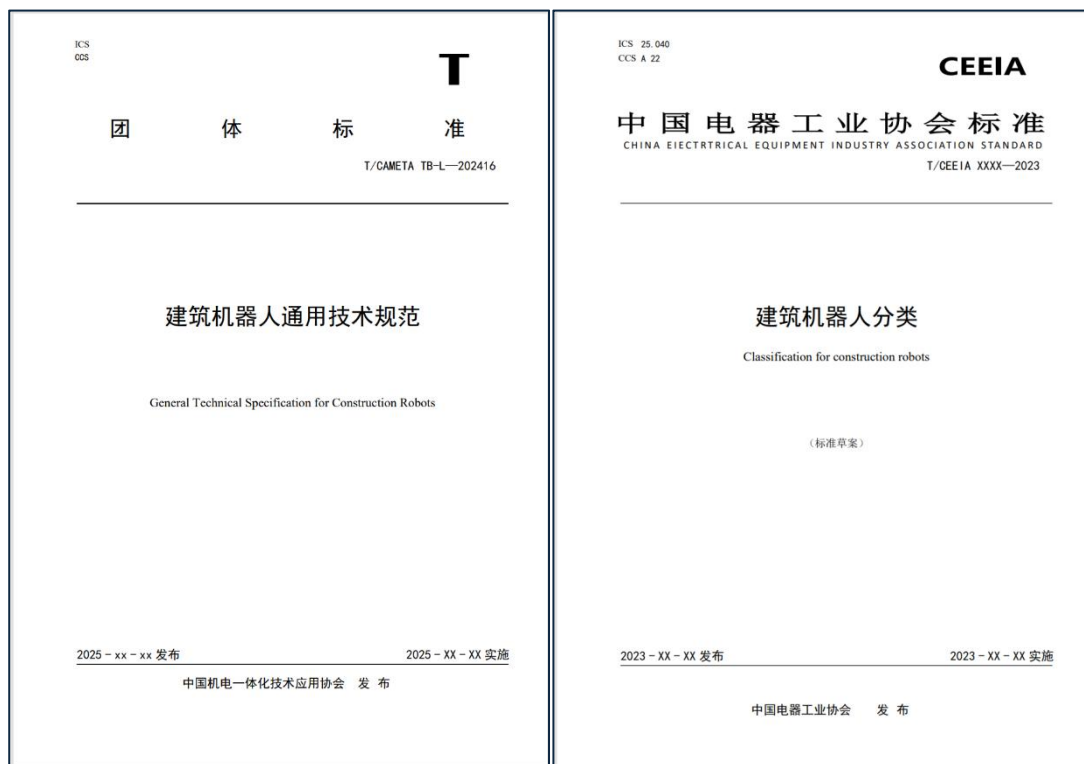 ICS
CCS
T
团 体 标 准
T/CAMETA TB-L—202416
建筑机器人通用技术规范
General Technical Specification for Construction Robots
2025-xx-xx 发布
2025-XX-XX 实施
中国机电一体化技术应用协会 发 布
ICS 25.040
CCS A 22
CEEIA
中国电器工业协会标准
CHINA EIECTRTRICAL EQUIPMENT INDUSTRY ASSOCIATION STANDARD
T/CEEIA XXXX—2023
建筑机器人分类
Classification for construction robots
（标准草案）
2023-XX-XX 发布
2023-XX-XX 实施
中国电器工业协会 发 布